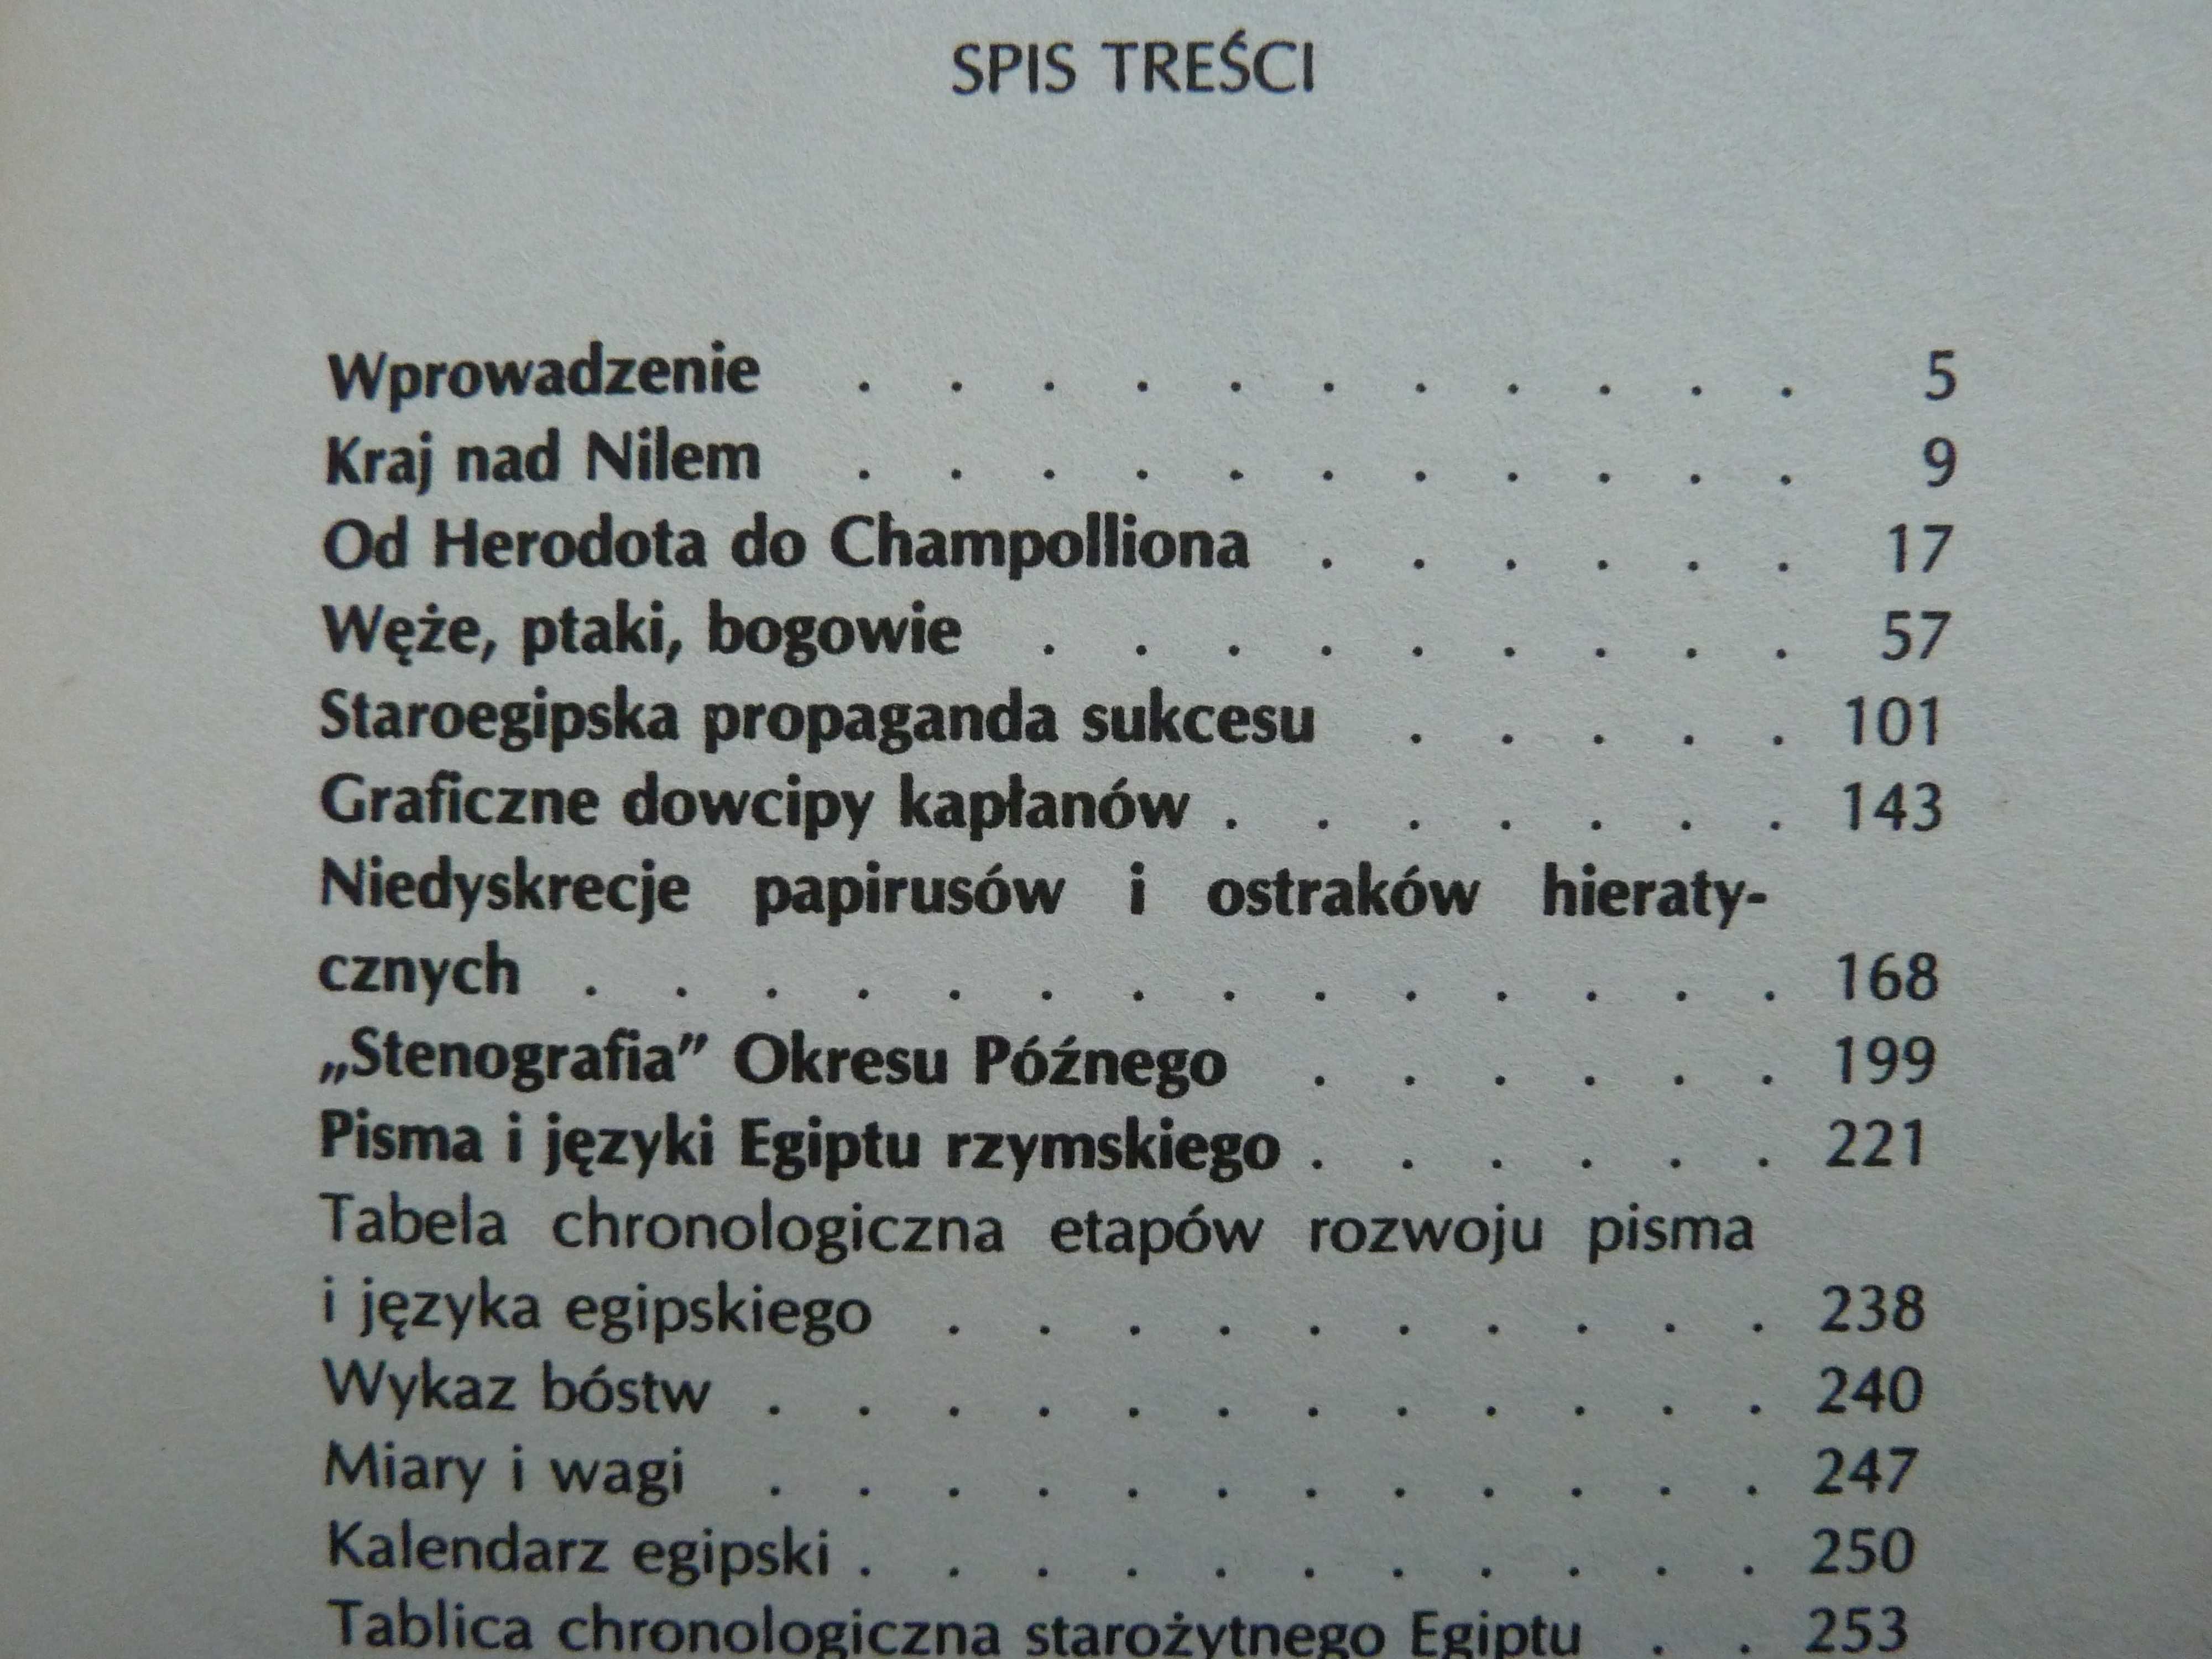 SPIS TREŚCI
Wprowadzenie . . . . . . . . . . . 5
Kraj nad Nilem . . . . . . . . . . . 9
Od Herodota do Champolliona . . . . . . 17
Węże, ptaki, bogowie . . . . . . . . . 57
Staroegipska propaganda sukcesu . . . . . 101
Graficzne dowcipy kapłanów . . . . . . . 143
Niedyskrecje papirusów i ostraków hieraty-
cznych . . . . . . . . . . . . . . 168
„Stenografia” Okresu Późnego . . . . . . 199
Pisma i języki Egiptu rzymskiego . . . . . . 221
Tabela chronologiczna etapów rozwoju pisma
i języka egipskiego . . . . . . . . . . 238
Wykaz bóstw . . . . . . . . . . . . 240
Miary i wagi . . . . . . . . . . . . 247
Kalendarz egipski . . . . . . . . . . . 250
Tablica chronologiczna starożytnego Egiptu . . 253